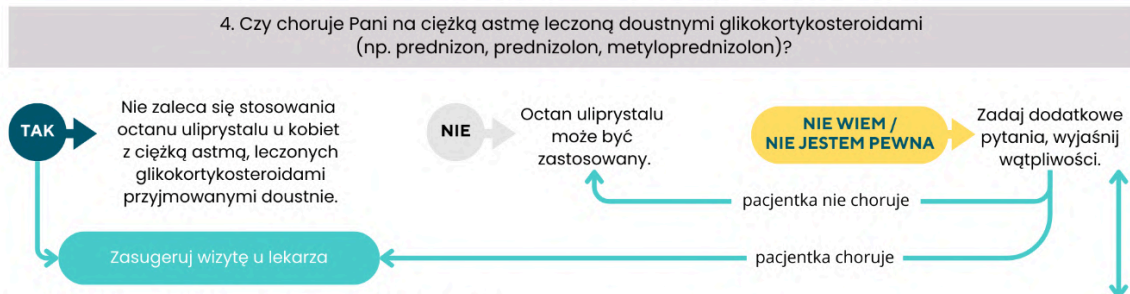 4. Czy choruje Pani na ciężką astmę leczoną doustnymi glikokortykosteroidami
(np. prednizon, prednizolon, metyloprednizolon)?
TAK
Nie zaleca się stosowania
octanu uliprystalu u kobiet
z ciężką astmą, leczonych
glikokortykosteroidami
przyjmowanymi doustnie.
NIE
Octan uliprystalu
może być
zastosowany.
NIE WIEM /
NIE JESTEM PEWNA
Zadaj dodatkowe
pytania, wyjaśnij
wątpliwości.
pacjentka nie choruje
Zasugeruj wizytę u lekarza
pacjentka choruje